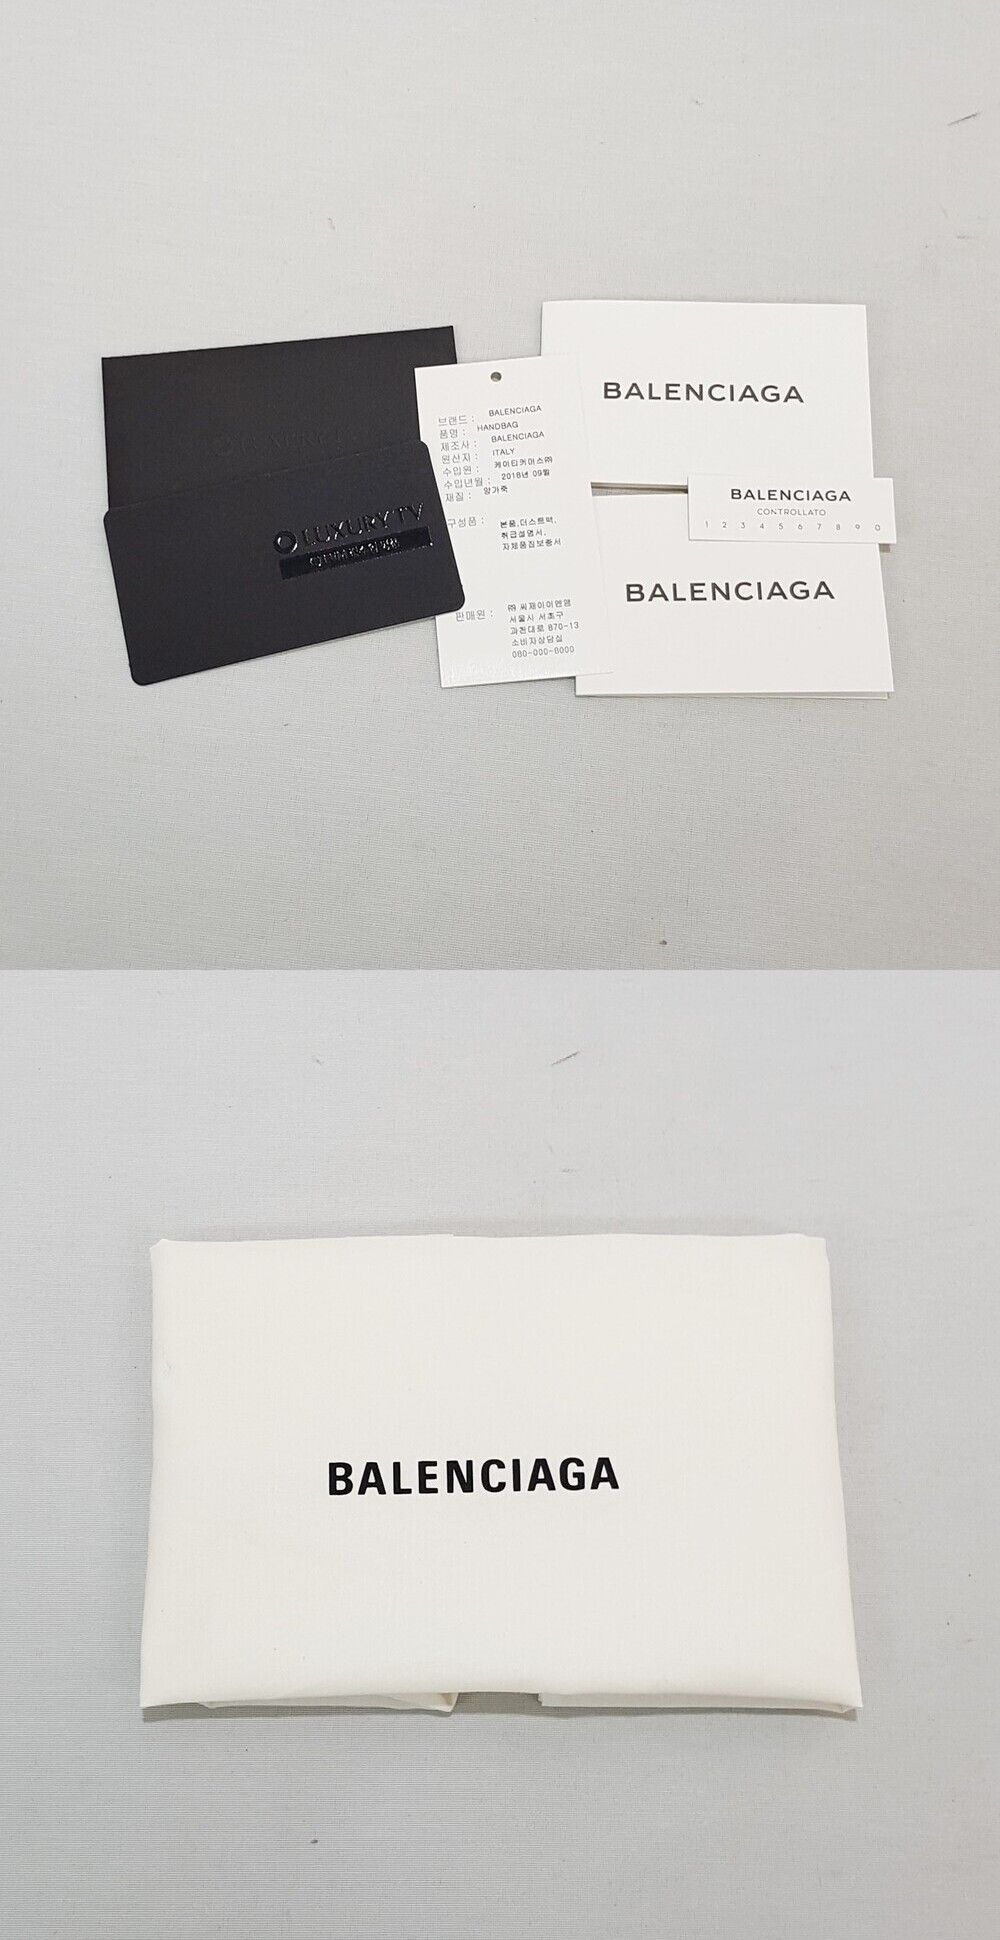 LUXURY TV
브랜드 : BALENCIAGA
품명 : HANDBAG
제조사 : BALENCIAGA
원산지 : ITALY
수입원 : 케이티커머스㈜
수입년월 : 2018년 09월
재질 : 양가죽
구성품 : 본품,더스트백,
취급설명서,
자체품질보증서
판매원 : ㈜ 씨제이이엔엠
서울시 서초구
과천대로 870-13
소비자상담실
080-000-8000
BALENCIAGA
BALENCIAGA
CONTROLLATO
1 2 3 4 5 6 7 8 9 0
BALENCIAGA
BALENCIAGA